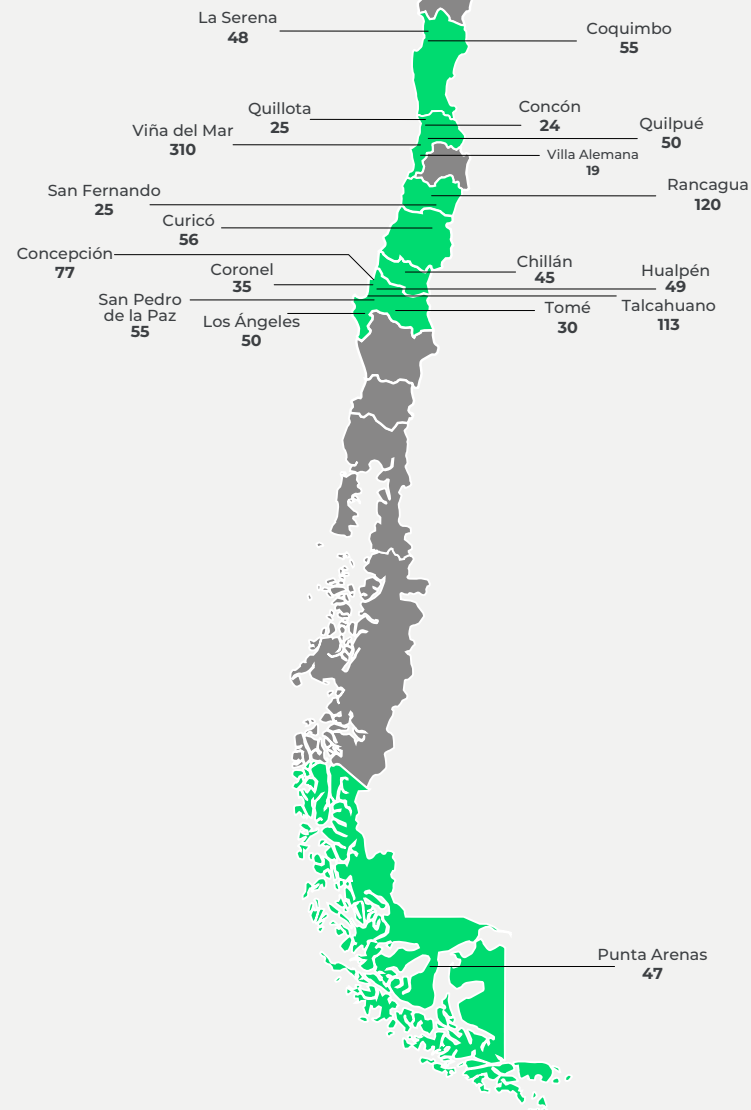 La Serena
48
Coquimbo
55
Quillota
25
Concón
24
Viña del Mar
310
Quilpué
50
Villa Alemana
19
San Fernando
25
Rancagua
120
Curicó
56
Concepción
77
Chillán
45
Coronel
35
Hualpén
49
San Pedro
de la Paz
55
Talcahuano
113
Los Ángeles
50
Tomé
30
Punta Arenas
47